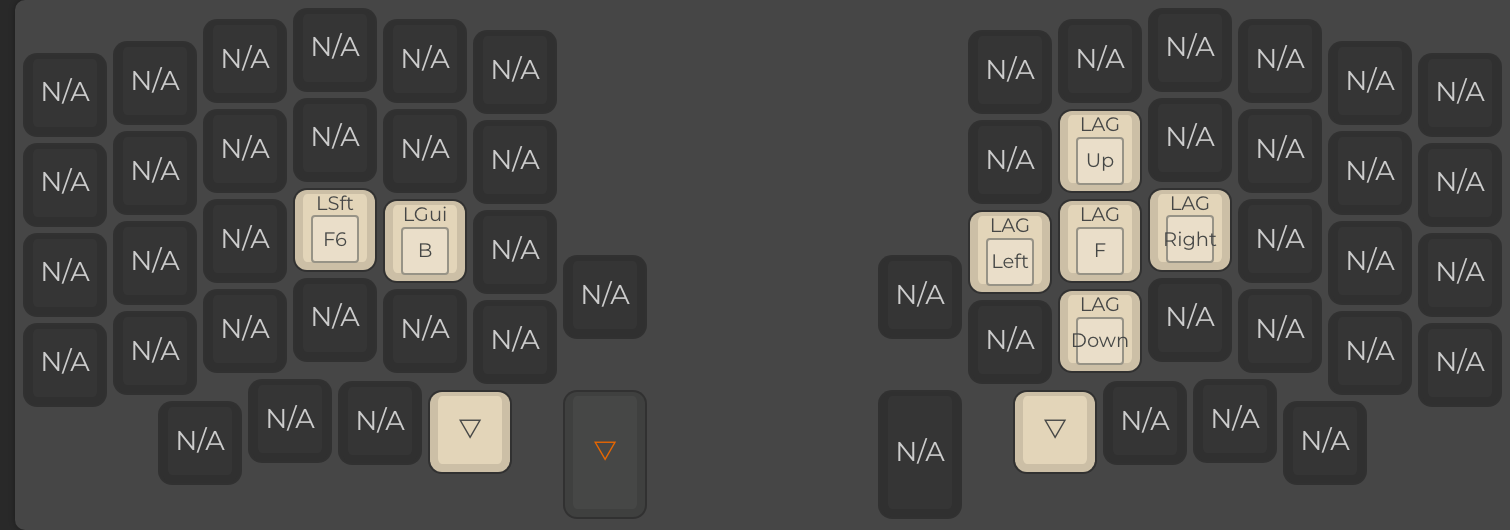 N/A N/A N/A N/A N/A N/A N/A N/A N/A N/A N/A N/A
N/A N/A N/A N/A N/A N/A N/A LAG N/A N/A N/A N/A
Up
N/A N/A N/A LSft LGui N/A LAG LAG LAG N/A N/A N/A
F6 B Left F Right
N/A N/A
N/A N/A N/A N/A N/A N/A N/A LAG N/A N/A N/A N/A
Down
N/A N/A N/A ▽ ▽ N/A ▽ N/A N/A N/A